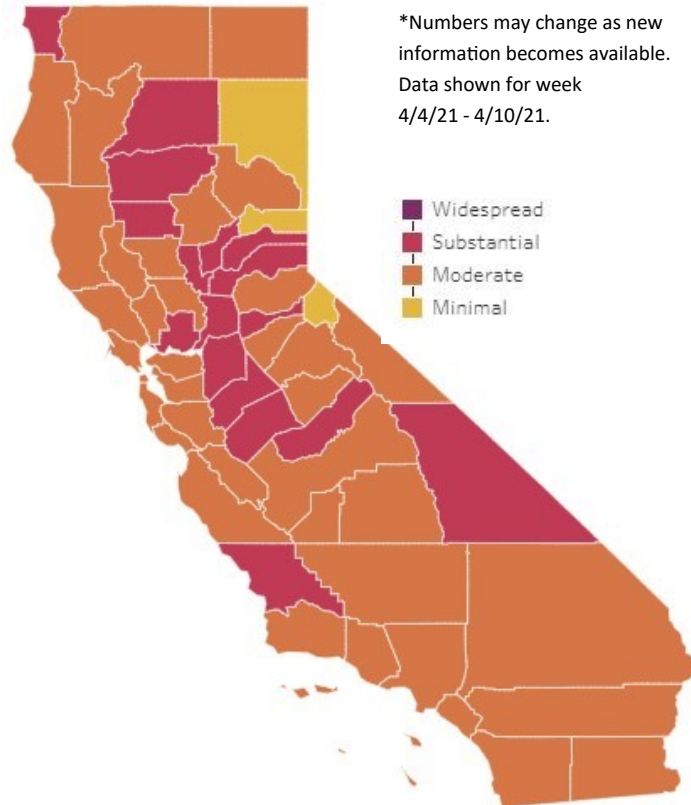 *Numbers may change as new
information becomes available.
Data shown for week
4/4/21 - 4/10/21.
Widespread
Substantial
Moderate
Minimal